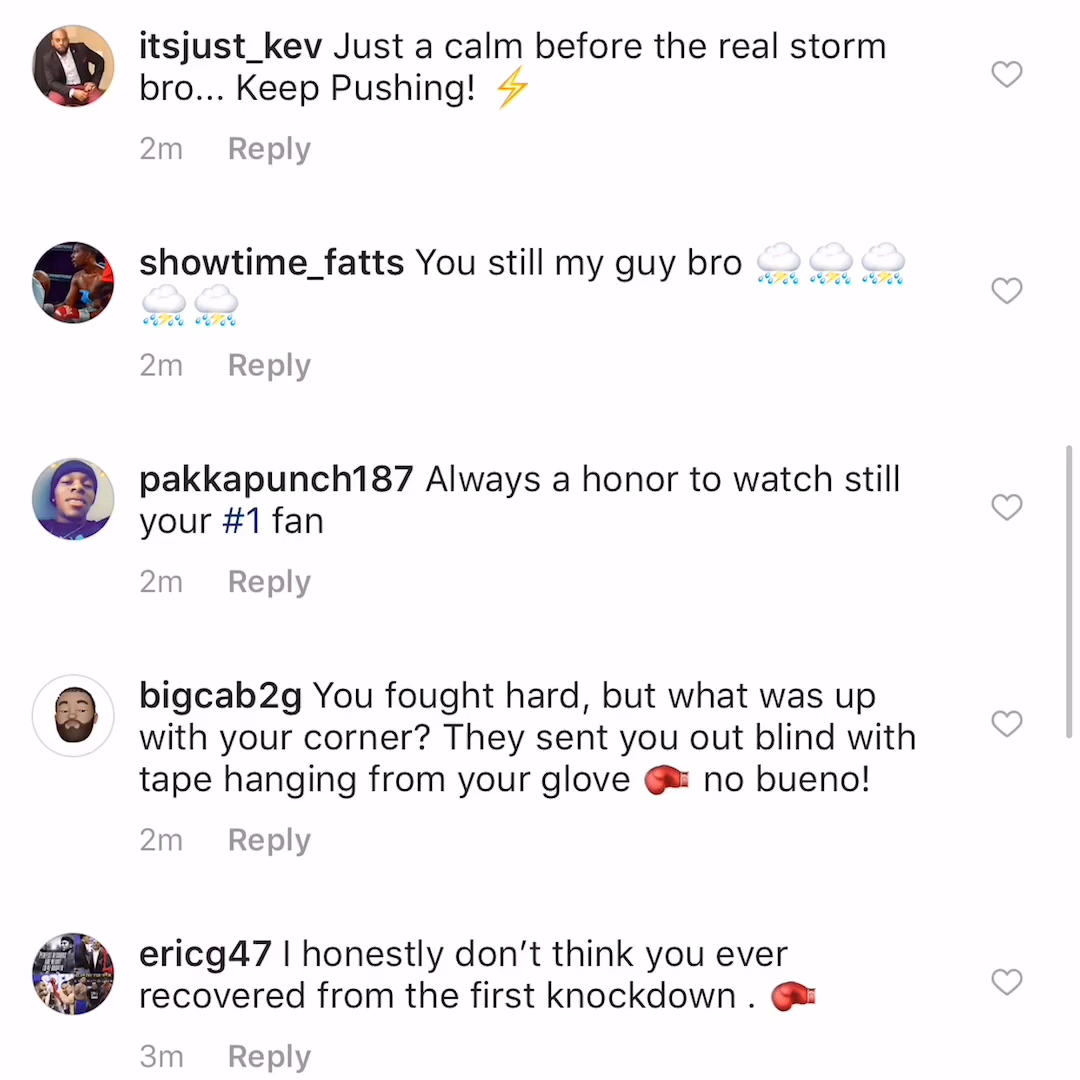 itsjust_kev Just a calm before the real storm
bro... Keep Pushing! ⚡
2m Reply
showtime_fatts You still my guy bro ⛈️⛈️⛈️
⛈️⛈️
2m Reply
pakkapunch187 Always a honor to watch still
your #1 fan
2m Reply
bigcab2g You fought hard, but what was up
with your corner? They sent you out blind with
tape hanging from your glove 🥊 no bueno!
2m Reply
ericg47 I honestly don’t think you ever
recovered from the first knockdown . 🥊
3m Reply